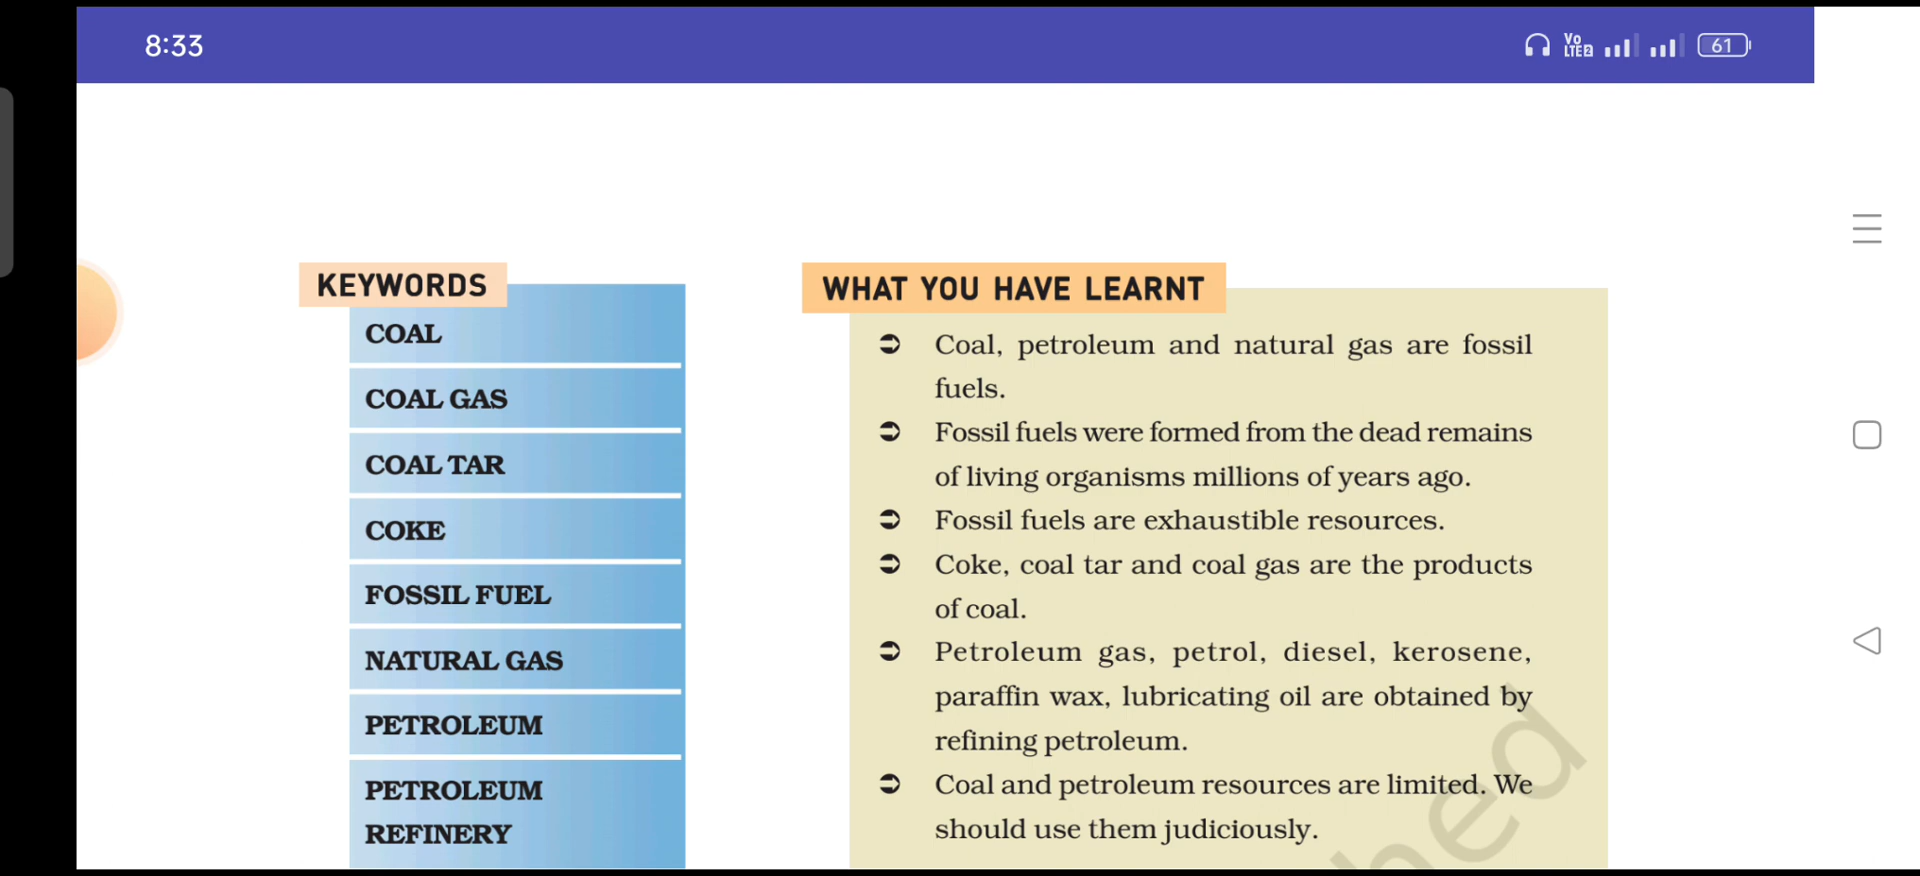 8:33
Vo
LTE2
61
KEYWORDS
COAL
COAL GAS
COAL TAR
COKE
FOSSIL FUEL
NATURAL GAS
PETROLEUM
PETROLEUM
REFINERY
WHAT YOU HAVE LEARNT
Coal, petroleum and natural gas are fossil
fuels.
Fossil fuels were formed from the dead remains
of living organisms millions of years ago.
Fossil fuels are exhaustible resources.
Coke, coal tar and coal gas are the products
of coal.
Petroleum gas, petrol, diesel, kerosene,
paraffin wax, lubricating oil are obtained by
refining petroleum.
Coal and petroleum resources are limited. We
should use them judiciously.